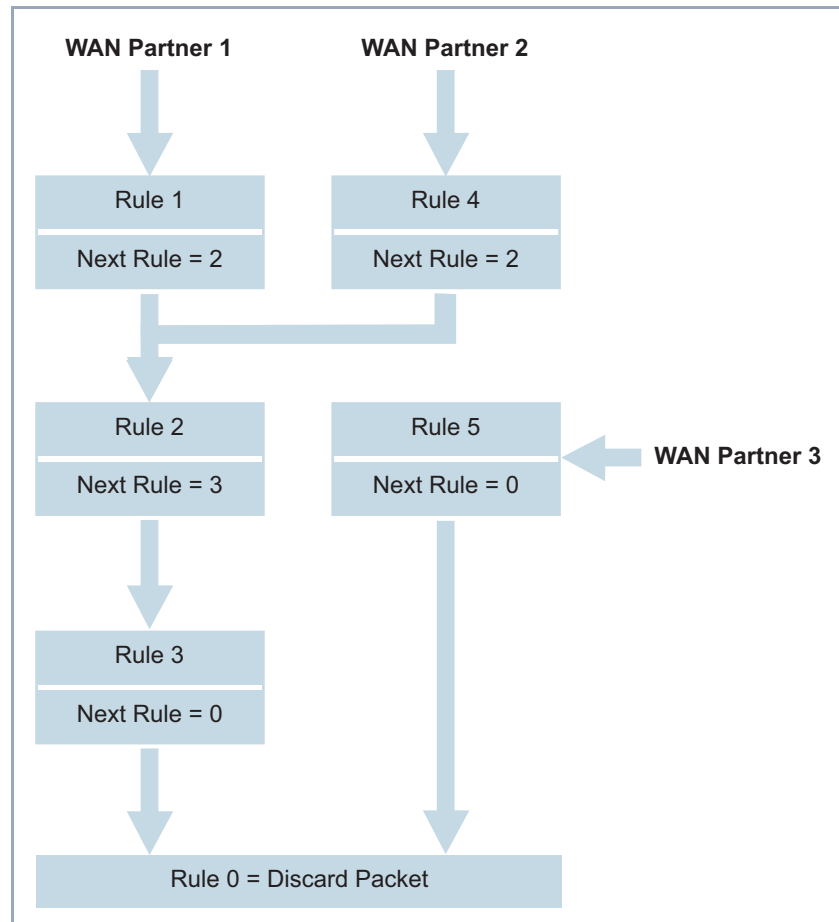 WAN Partner 1
WAN Partner 2
Rule 1
Next Rule = 2
Rule 4
Next Rule = 2
Rule 2
Next Rule = 3
Rule 5
Next Rule = 0
WAN Partner 3
Rule 3
Next Rule = 0
Rule 0 = Discard Packet